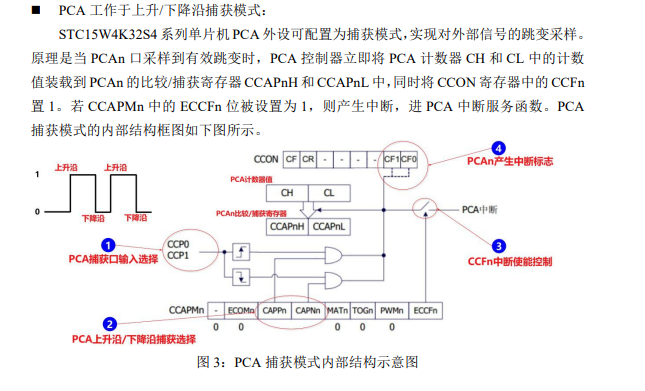 ■ PCA 工作于上升/下降沿捕获模式：
STC15W4K32S4 系列单片机 PCA 外设可配置为捕获模式，实现对外部信号的跳变采样。
原理是当 PCAn 口采样到有效跳变时，PCA 控制器立即将 PCA 计数器 CH 和 CL 中的计数
值装载到 PCAn 的比较/捕获寄存器 CCAPnH 和 CCAPnL 中，同时将 CCON 寄存器中的 CCFn
置 1。若 CCAPMn 中的 ECCFn 位被设置为 1，则产生中断，进 PCA 中断服务函数。PCA
捕获模式的内部结构框图如下图所示。
CCON CF CR - - - - CF1 CF0
4
PCAn产生中断标志
上升沿 上升沿
1
0
下降沿 下降沿
PCA计数器值
CH CL
PCAn比较/捕获寄存器
CCAPnH CCAPnL
PCA中断
3
CCFn中断使能控制
1
PCA捕获口输入选择
CCP0
CCP1
CCAPMn - ECOMn CAPPn CAPNn MATn TOGn PWMn ECCFn
0 0 0 0 0
2
PCA上升沿/下降沿捕获选择
图 3：PCA 捕获模式内部结构示意图